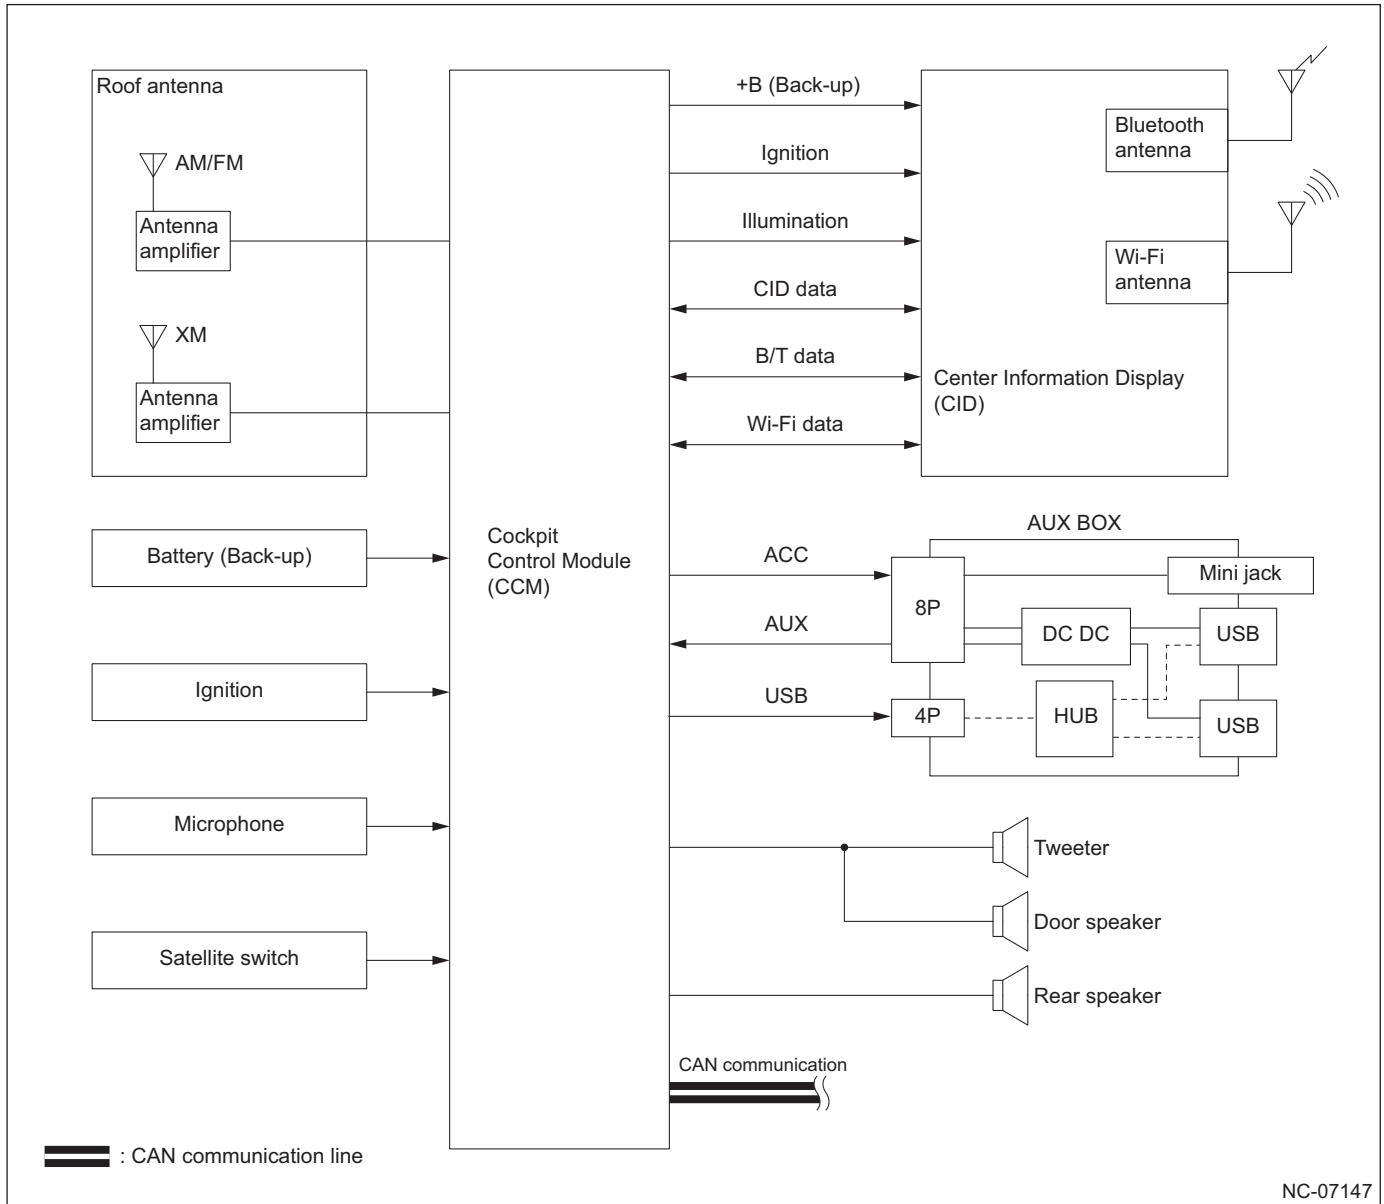 Roof antenna
AM/FM
Antenna
amplifier
XM
Antenna
amplifier
Battery (Back-up)
Ignition
Microphone
Satellite switch
Cockpit
Control Module
(CCM)
+B (Back-up)
Ignition
Illumination
CID data
B/T data
Wi-Fi data
Bluetooth
antenna
Wi-Fi
antenna
Center Information Display
(CID)
ACC
AUX
USB
AUX BOX
8P
4P
DC DC
HUB
Mini jack
USB
USB
Tweeter
Door speaker
Rear speaker
CAN communication
: CAN communication line
NC-07147